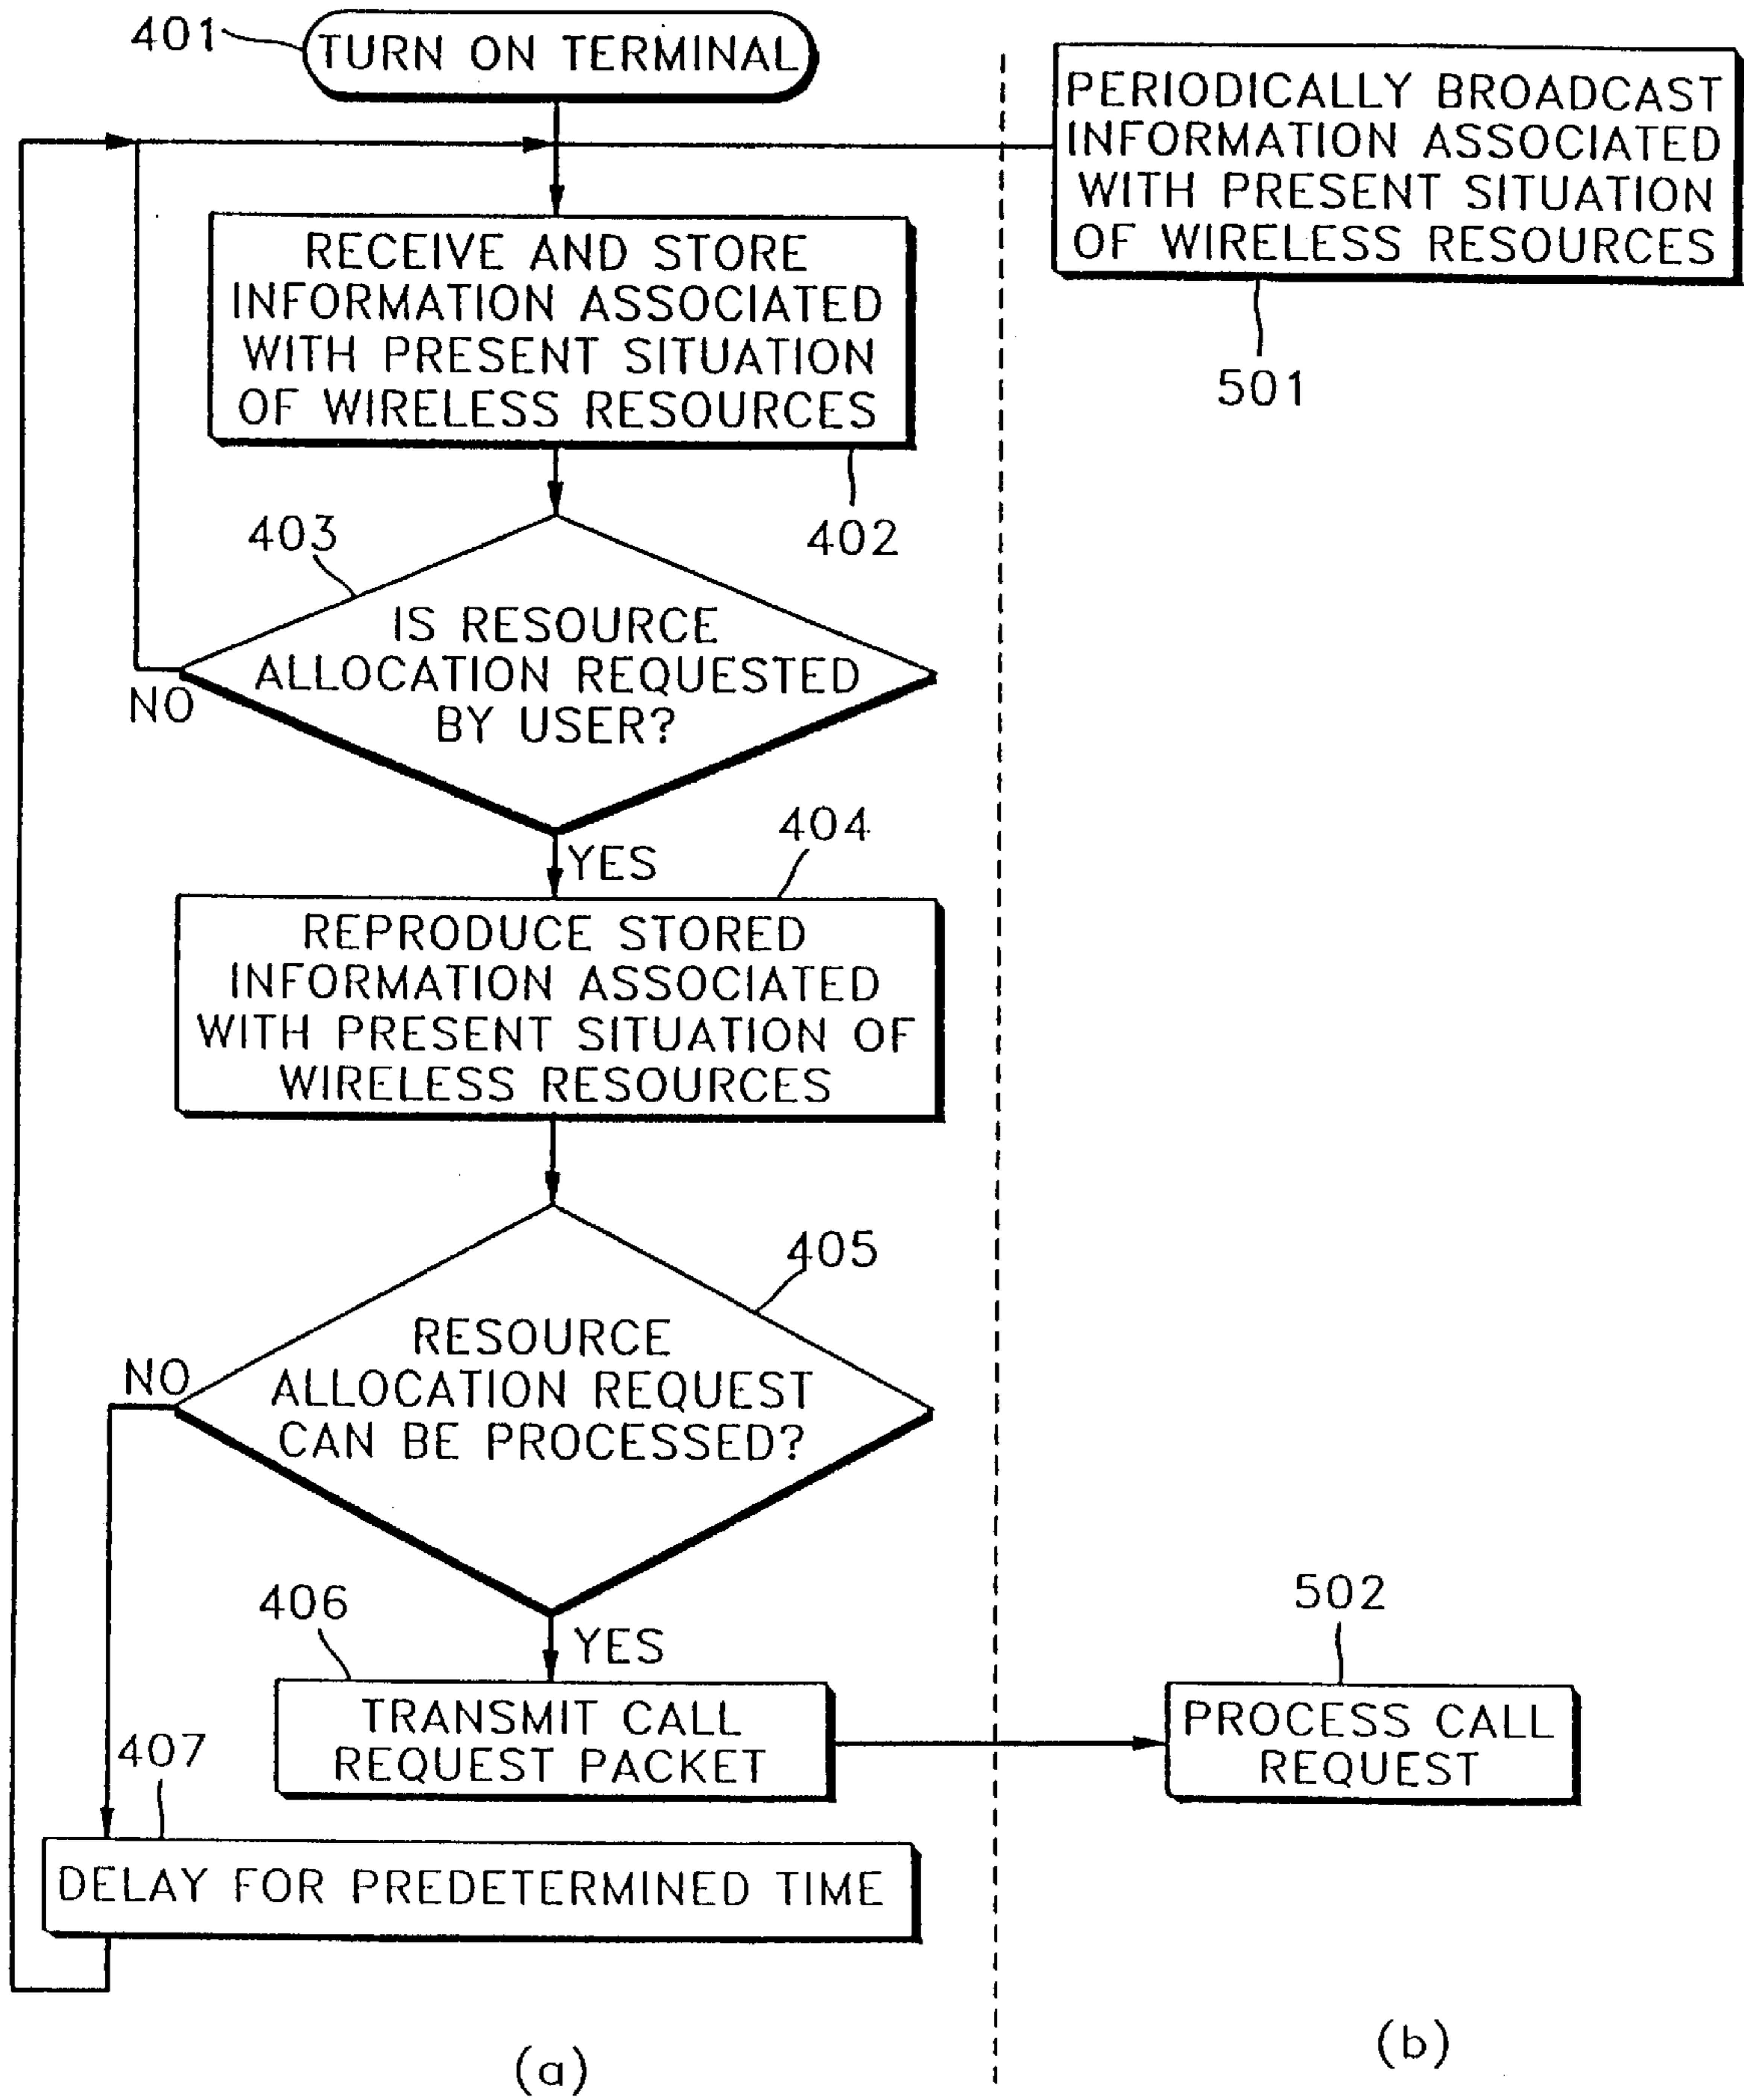 401
TURN ON TERMINAL
PERIODICALLY BROADCAST
INFORMATION ASSOCIATED
WITH PRESENT SITUATION
OF WIRELESS RESOURCES
501
RECEIVE AND STORE
INFORMATION ASSOCIATED
WITH PRESENT SITUATION
OF WIRELESS RESOURCES
402
403
IS RESOURCE
ALLOCATION REQUESTED
BY USER?
NO
YES
404
REPRODUCE STORED
INFORMATION ASSOCIATED
WITH PRESENT SITUATION OF
WIRELESS RESOURCES
405
RESOURCE
ALLOCATION REQUEST
CAN BE PROCESSED?
NO
YES
406
TRANSMIT CALL
REQUEST PACKET
502
PROCESS CALL
REQUEST
407
DELAY FOR PREDETERMINED TIME
(a)
(b)